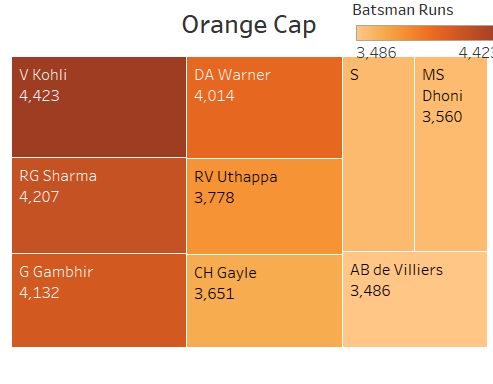 Orange Cap
Batsman Runs
3,486
4,423
V Kohli
4,423
DA Warner
4,014
S
MS
Dhoni
3,560
RG Sharma
4,207
RV Uthappa
3,778
G Gambhir
4,132
CH Gayle
3,651
AB de Villiers
3,486